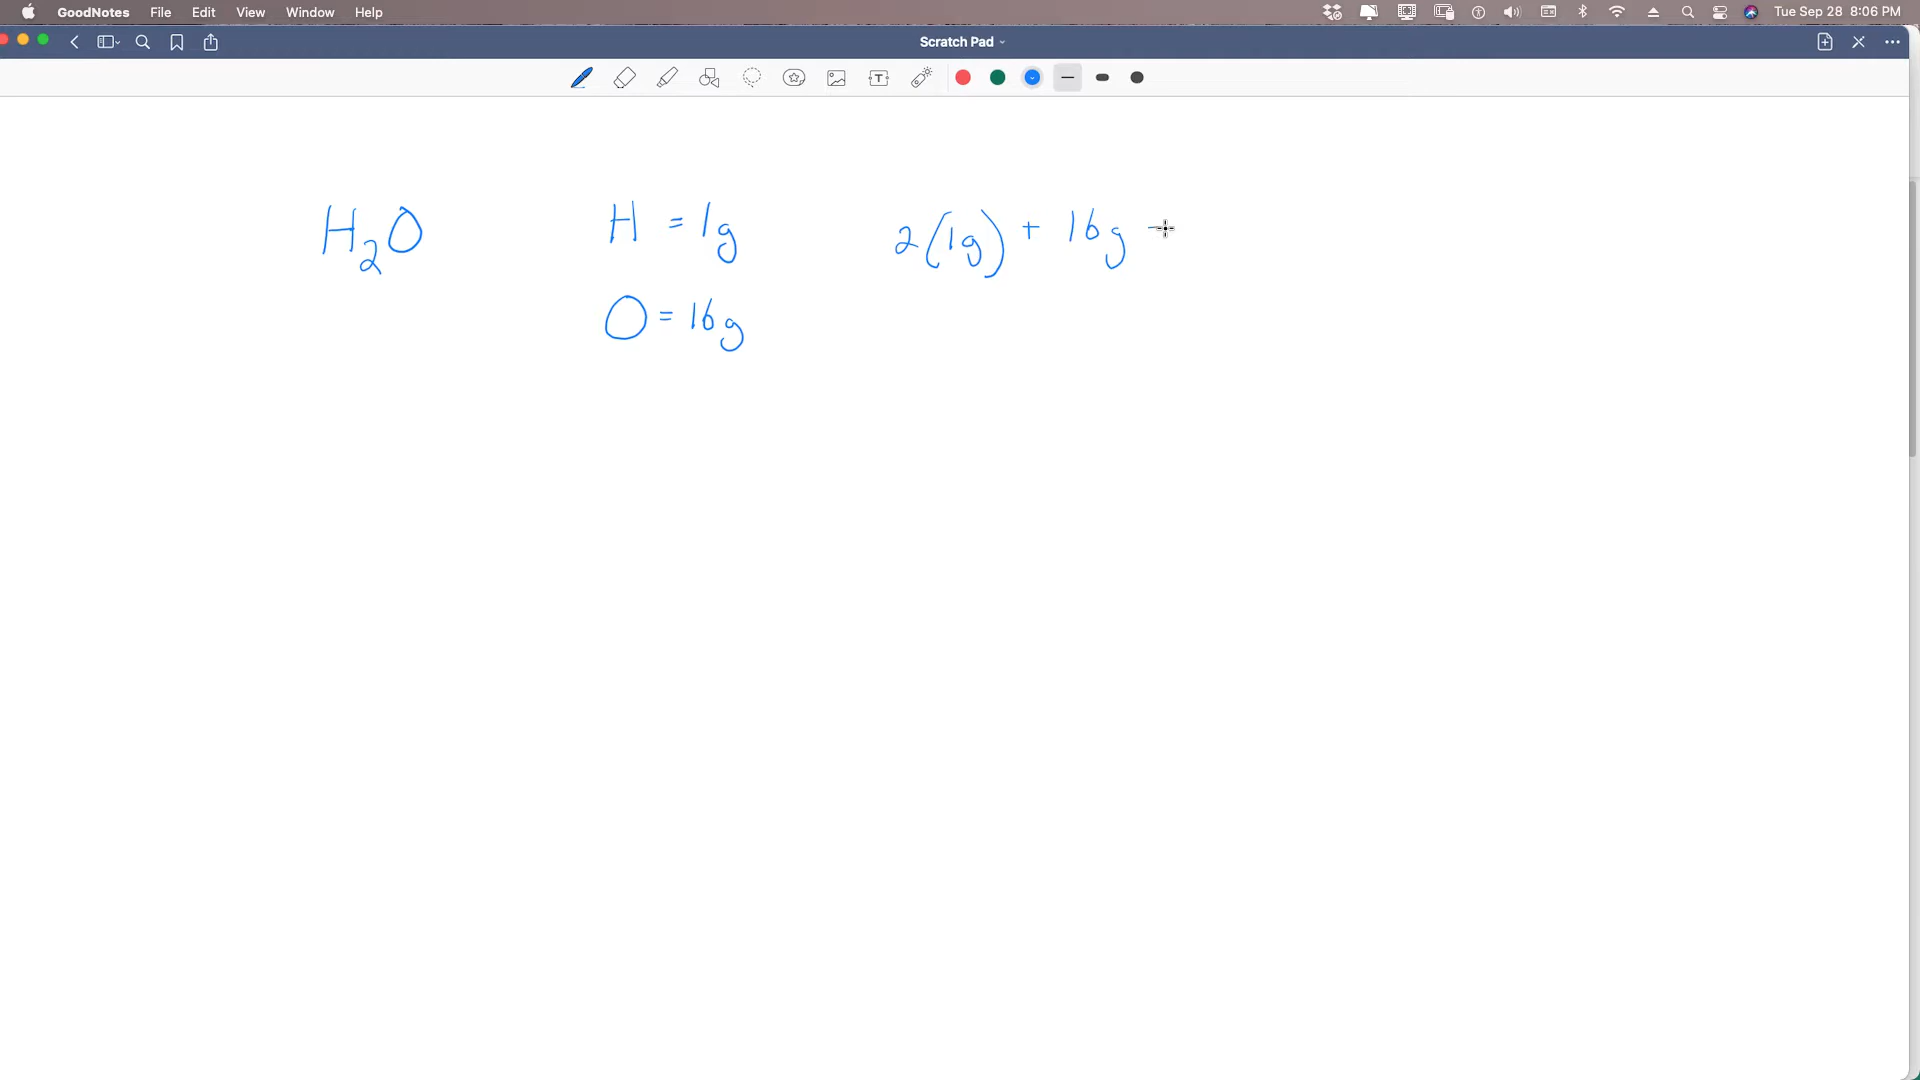 GoodNotes File Edit View Window Help Tue Sep 28 8:06 PM
Scratch Pad
H₂O H = 1g 2(1g) + 16g
O = 16g